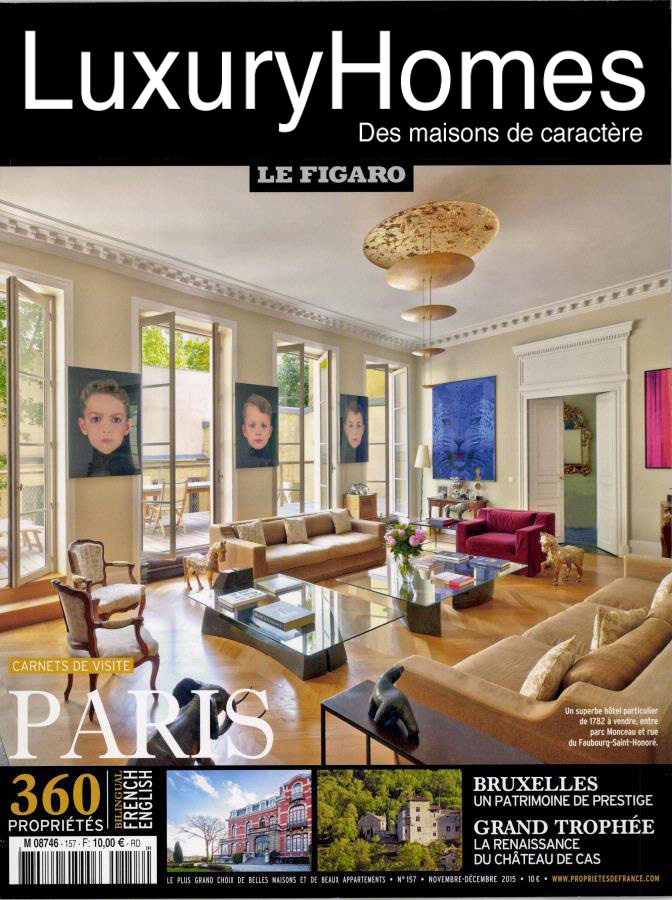 LuxuryHomes
Des maisons de caractère
LE FIGARO
CARNETS DE VISITE
PARIS
Un superbe hôtel particulier
de 1782 à vendre, entre
parc Monceau et rue
du Faubourg-Saint-Honoré.
360
PROPRIÉTÉS
BILINGUAL
FRENCH
ENGLISH
M 08746 - 157 - F: 10,00 € - RD
BRUXELLES
UN PATRIMOINE DE PRESTIGE
GRAND TROPHÉE
LA RENAISSANCE
DU CHÂTEAU DE CAS
LE PLUS GRAND CHOIX DE BELLES MAISONS ET DE BEAUX APPARTEMENTS • N°157 • NOVEMBRE-DÉCEMBRE 2015 • 10 € • WWW.PROPRIETESDEFRANCE.COM